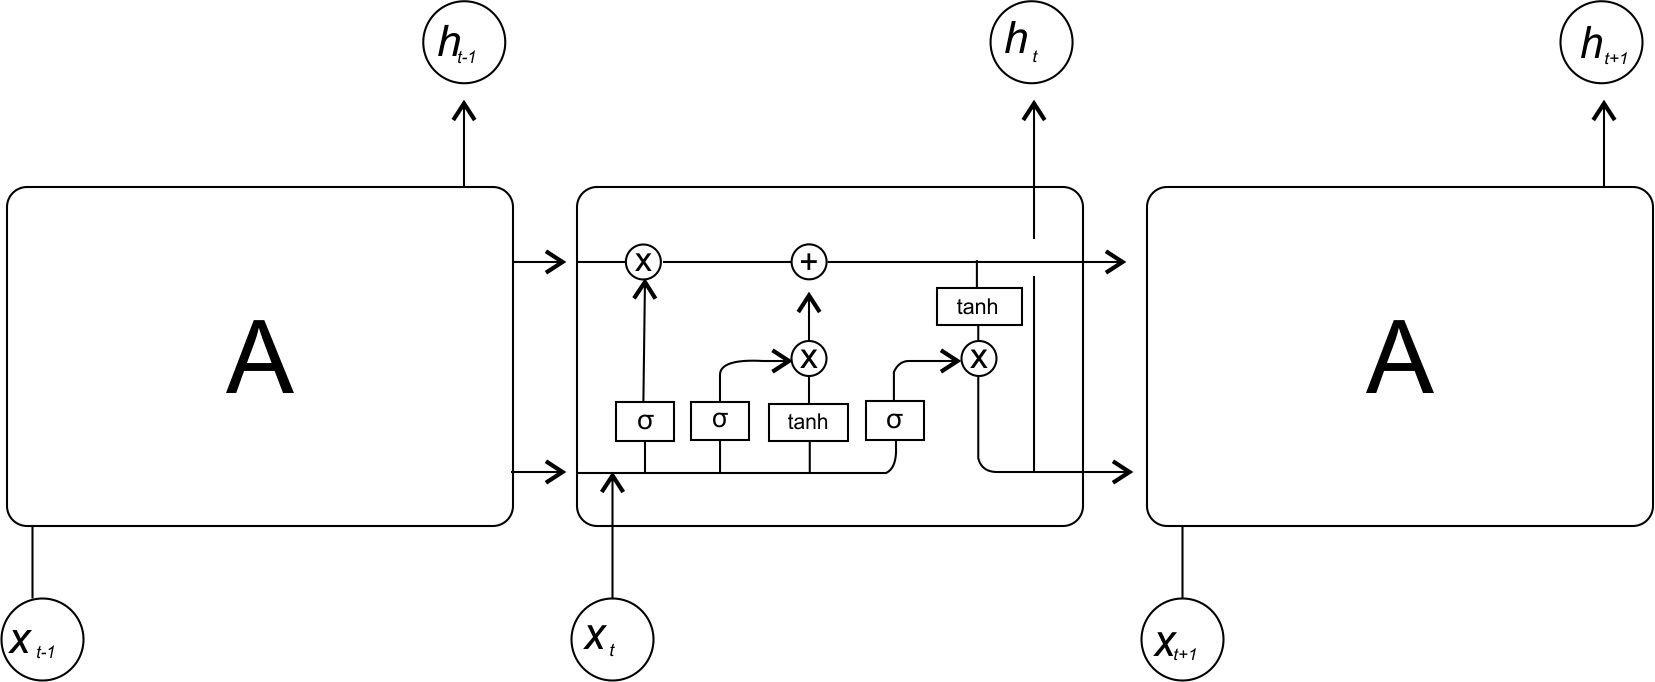 h t-1
h t
h t+1
A
x
+
tanh
x
x
A
σ
σ
tanh
σ
x t-1
x t
x t+1